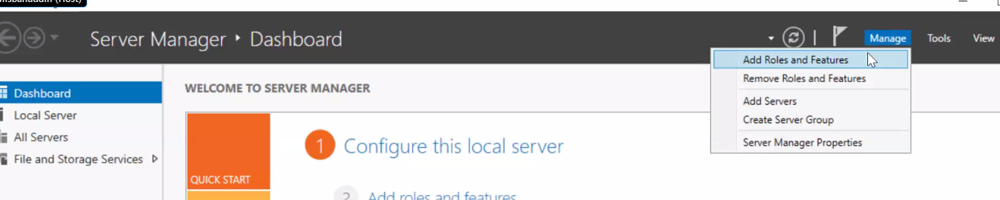 (Host)
Server Manager ‣ Dashboard
Manage Tools View
Add Roles and Features
Remove Roles and Features
Add Servers
Create Server Group
Server Manager Properties
Dashboard
Local Server
All Servers
File and Storage Services
WELCOME TO SERVER MANAGER
QUICK START
1 Configure this local server
2 Add roles and features